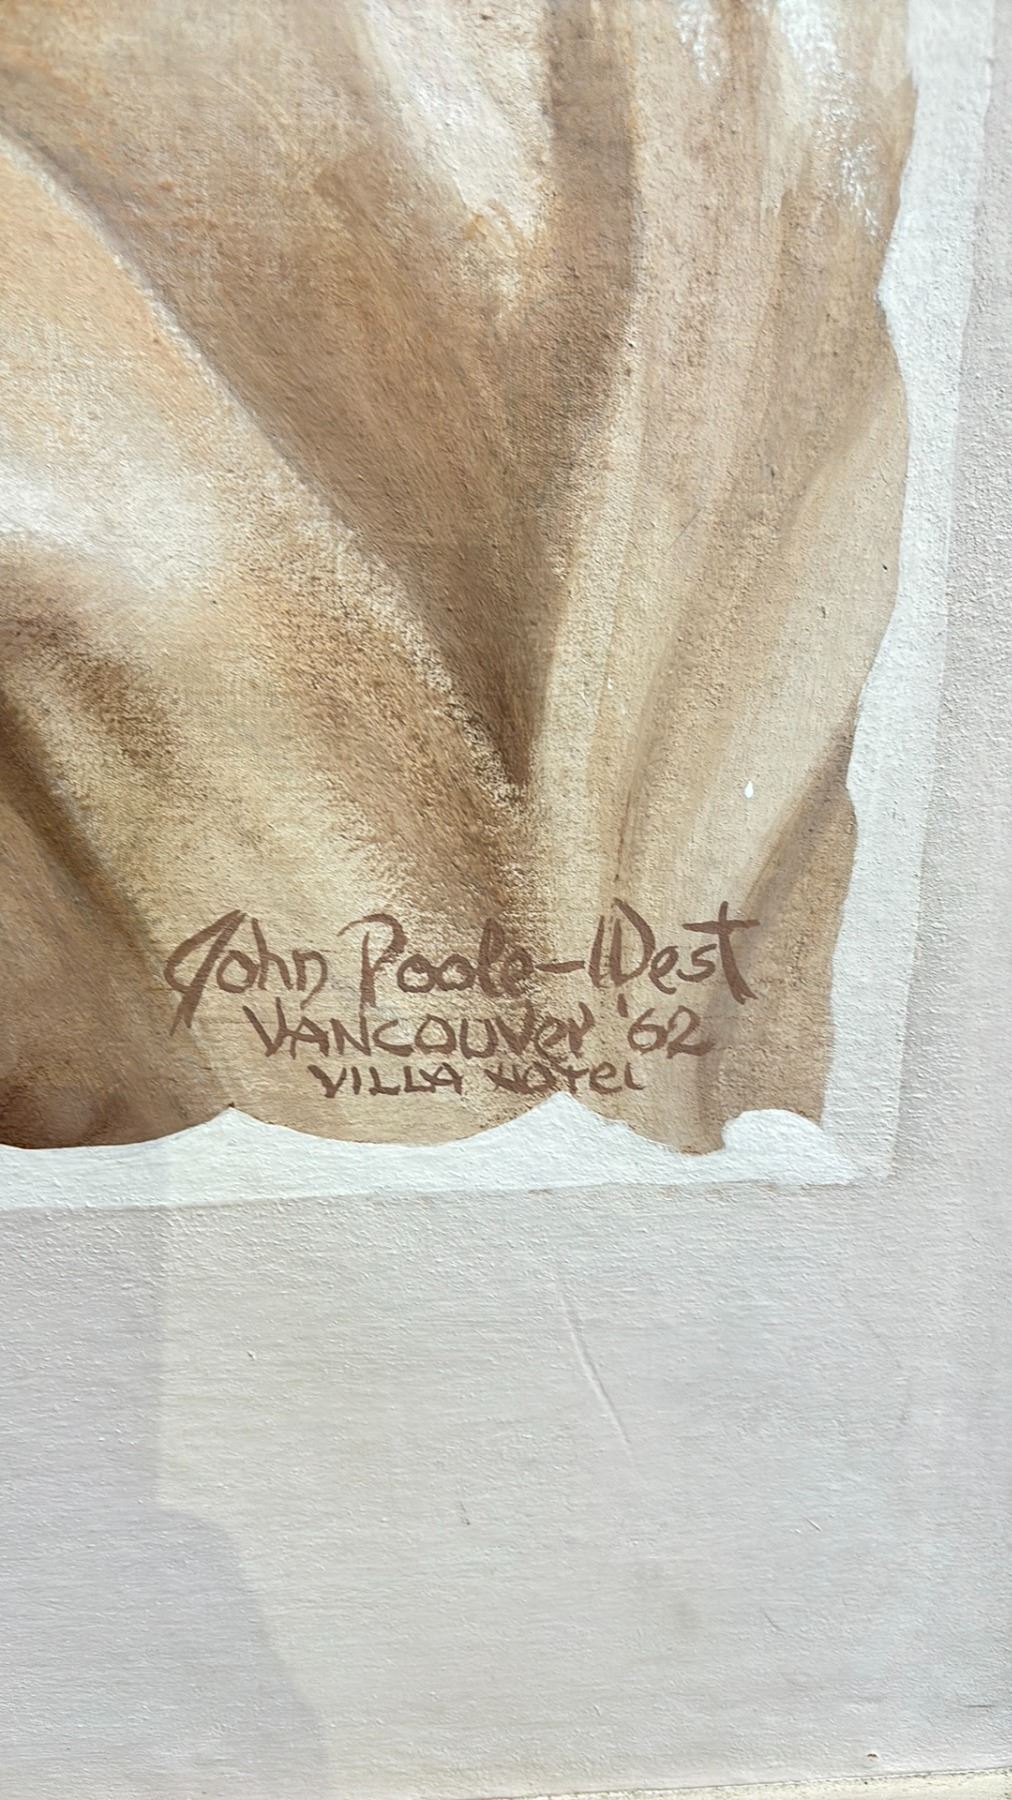 John Poole-West
VANCOUVer '62
VILLA HOTeL